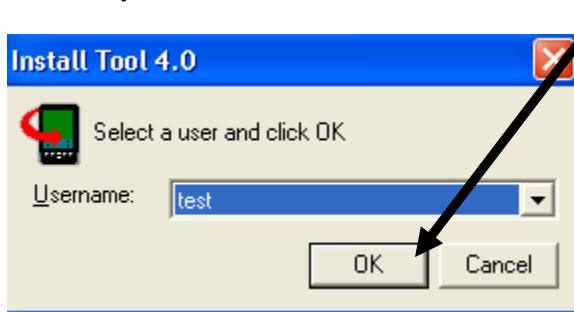 Install Tool 4.0
Select a user and click OK
Username:
test
OK
Cancel